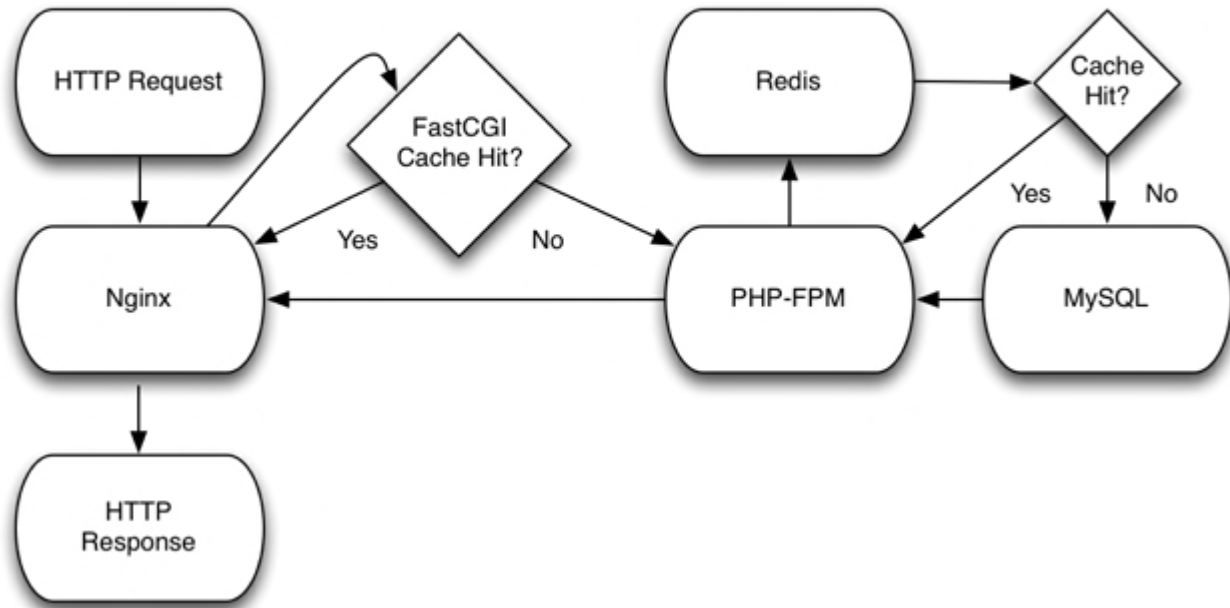 HTTP Request
FastCGI
Cache Hit?
Yes
No
Redis
Cache
Hit?
Yes
No
Nginx
PHP-FPM
MySQL
HTTP
Response